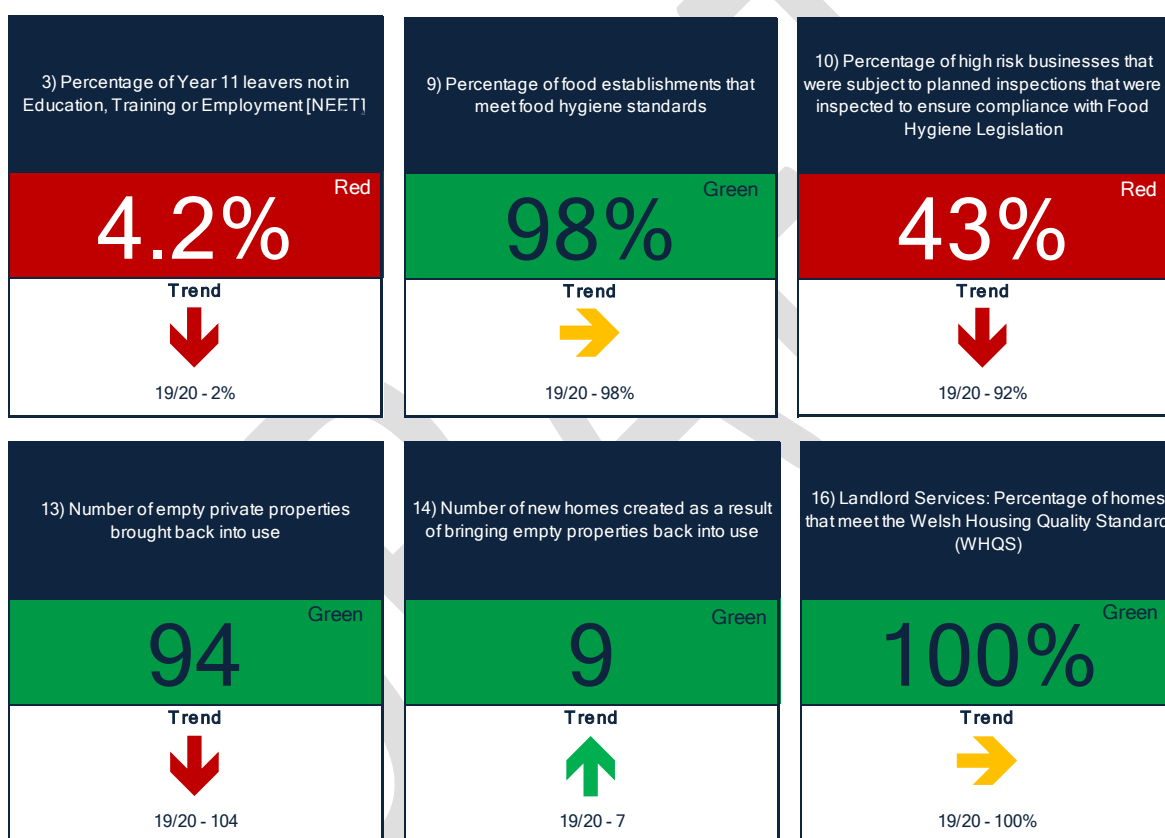 3) Percentage of Year 11 leavers not in
Education, Training or Employment [NEET]
Red
4.2%
Trend
19/20 - 2%
9) Percentage of food establishments that
meet food hygiene standards
Green
98%
Trend
19/20 - 98%
10) Percentage of high risk businesses that
were subject to planned inspections that were
inspected to ensure compliance with Food
Hygiene Legislation
Red
43%
Trend
19/20 - 92%
13) Number of empty private properties
brought back into use
Green
94
Trend
19/20 - 104
14) Number of new homes created as a result
of bringing empty properties back into use
Green
9
Trend
19/20 - 7
16) Landlord Services: Percentage of homes
that meet the Welsh Housing Quality Standard
(WHQS)
Green
100%
Trend
19/20 - 100%